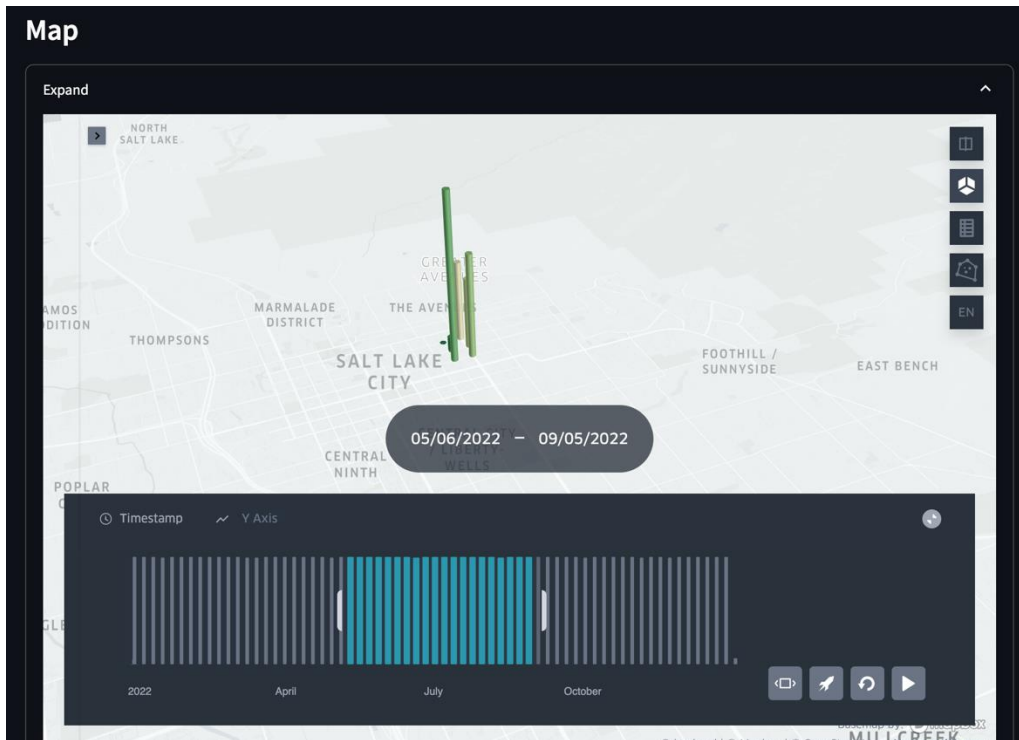 Map
Expand
NORTH
SALT LAKE
GREATER
AVENUES
EN
MARMALADE
DISTRICT
THE AVENUES
THOMPSONS
SALT LAKE
CITY
FOOTHILL /
SUNNYSIDE
EAST BENCH
05/06/2022 – 09/05/2022
CENTRAL CITY
/ LIBERTY-
WELLS
CENTRAL
NINTH
POPLAR
Timestamp
Y Axis
2022
April
July
October
MILLCREEK